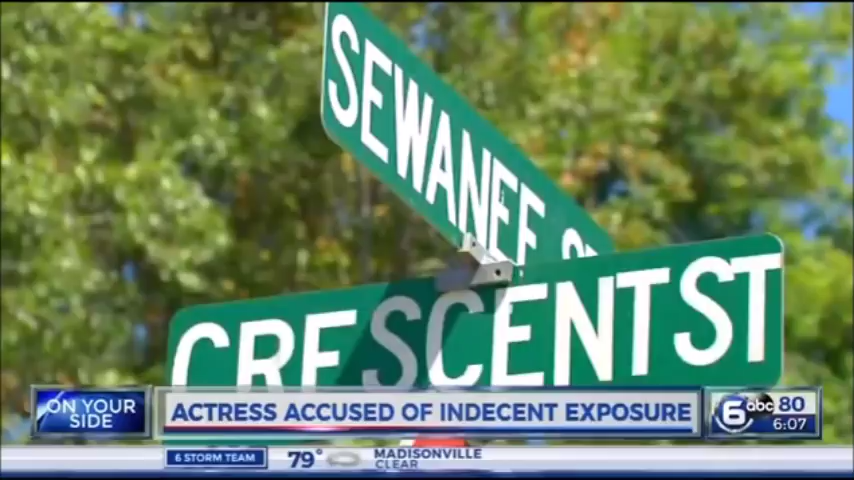 SEWANEE ST
CRESCENT ST
ON YOUR
SIDE
ACTRESS ACCUSED OF INDECENT EXPOSURE
6 abc 80
6:07
6 STORM TEAM
79°
MADISONVILLE
CLEAR